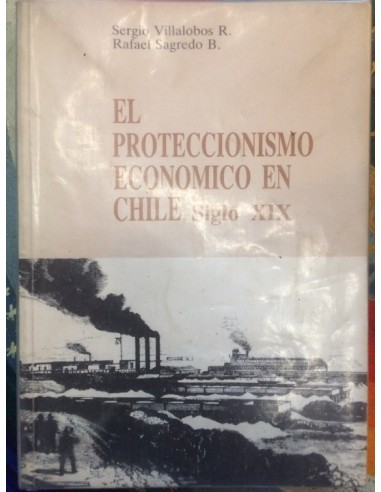 Sergio Villalobos R.
Rafael Sagredo B.
EL
PROTECCIONISMO
ECONOMICO EN
CHILE Siglo XIX